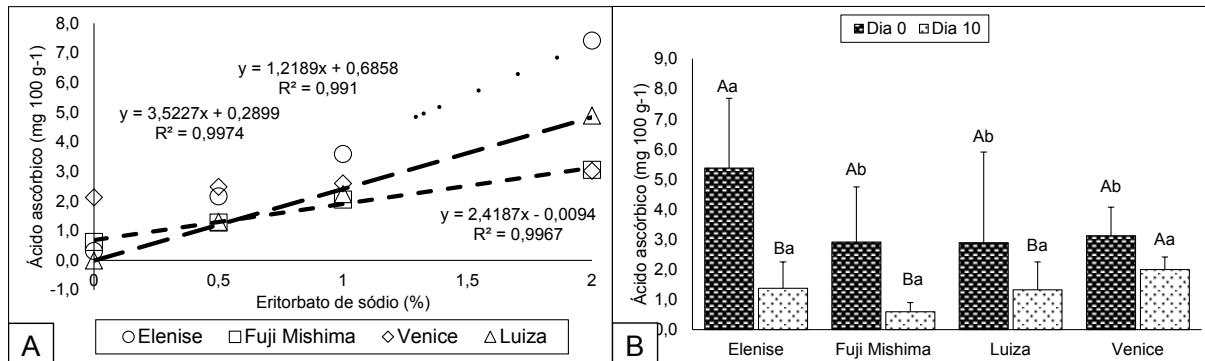 8,0
7,0
6,0
5,0
4,0
3,0
2,0
1,0
0,0
-1,0
Ácido ascórbico (mg 100 g-1)
y = 1,2189x + 0,6858
R² = 0,991
y = 3,5227x + 0,2899
R² = 0,9974
y = 2,4187x - 0,0094
R² = 0,9967
0 0,5 1 1,5 2
Eritorbato de sódio (%)
Elenise Fuji Mishima Venice Luiza
A
Dia 0 Dia 10
9,0
8,0
7,0
6,0
5,0
4,0
3,0
2,0
1,0
0,0
Ácido ascórbico (mg 100 g-1)
Aa
Ba
Ab
Ba
Ab
Ba
Ab
Aa
Elenise Fuji Mishima Luiza Venice
B